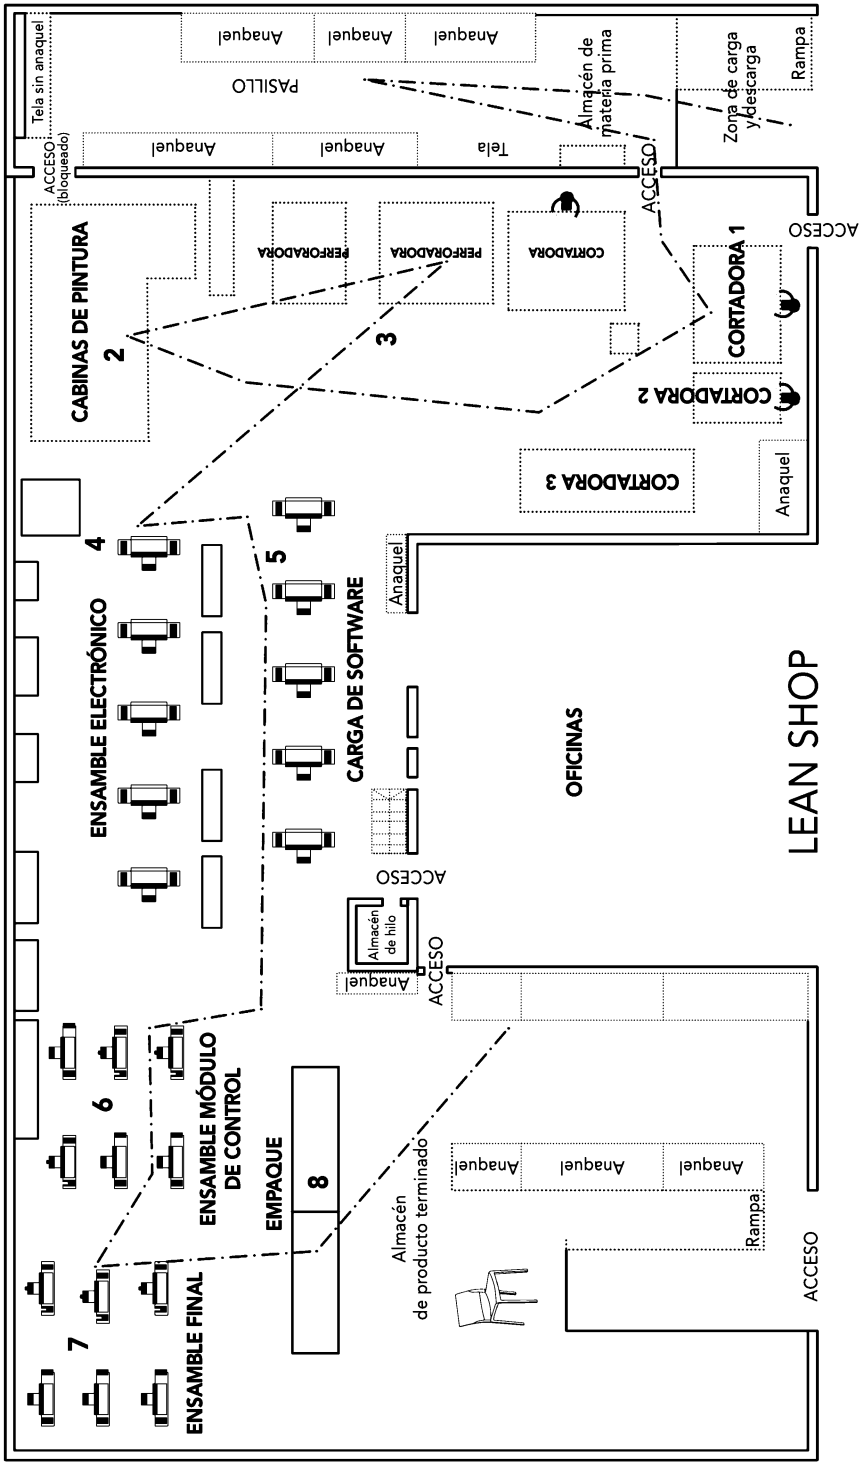 Tela sin anaquel
Anaquel
Anaquel
Anaquel
PASILLO
Almacén de
materia prima
Zona de carga
y descarga
Rampa
ACCESO
(bloqueado)
Anaquel
Anaquel
Tela
ACCESO
ACCESO
CABINAS DE PINTURA
2
PERFORADORA
PERFORADORA
3
CORTADORA
CORTADORA 1
CORTADORA 2
CORTADORA 3
Anaquel
4
ENSAMBLE ELECTRÓNICO
5
CARGA DE SOFTWARE
Anaquel
OFICINAS
LEAN SHOP
ACCESO
Almacén
de hilo
Anaquel
ACCESO
6
ENSAMBLE MÓDULO
DE CONTROL
EMPAQUE
8
7
ENSAMBLE FINAL
Almacén
de producto terminado
Anaquel
Anaquel
Anaquel
Rampa
ACCESO